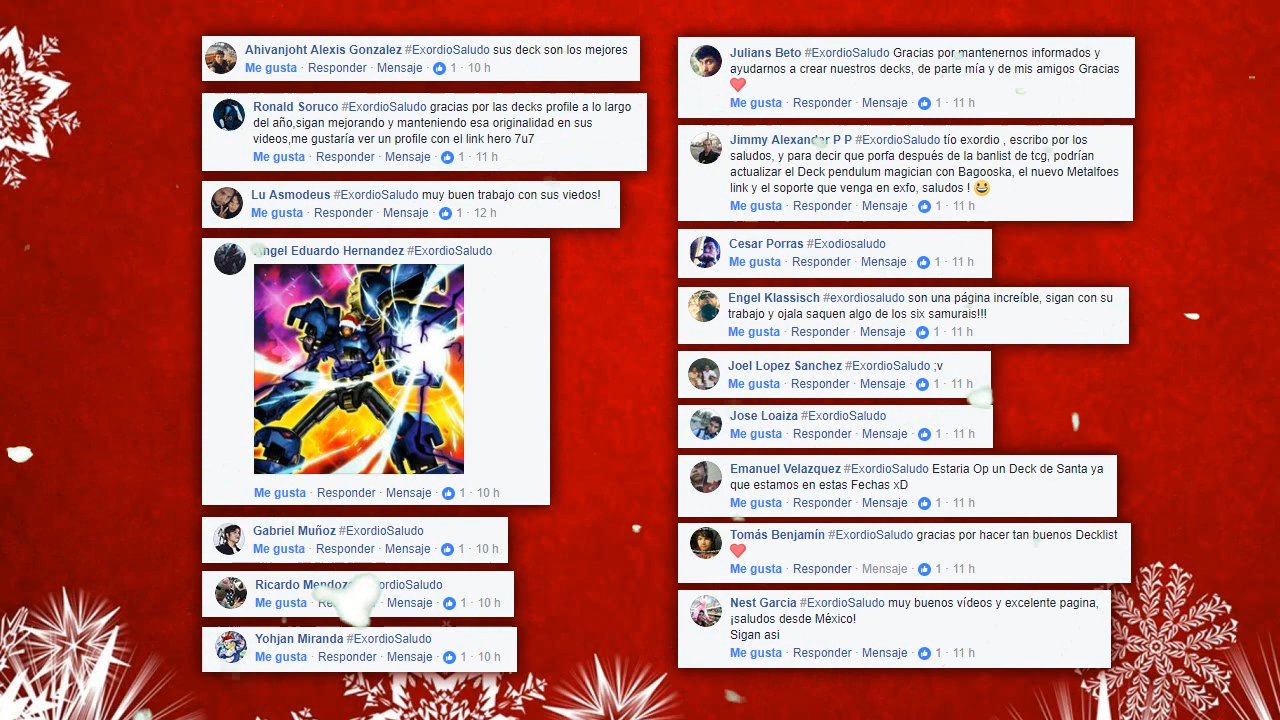 Ahivanjoht Alexis Gonzalez #ExordioSaludo sus deck son los mejores
Me gusta · Responder · Mensaje · 1 · 10 h
Ronald Soruco #ExordioSaludo gracias por las decks profile a lo largo
del año,sigan mejorando y manteniendo esa originalidad en sus
videos,me gustaría ver un profile con el link hero 7u7
Me gusta · Responder · Mensaje · 1 · 11 h
Lu Asmodeus #ExordioSaludo muy buen trabajo con sus viedos!
Me gusta · Responder · Mensaje · 1 · 12 h
Angel Eduardo Hernandez #ExordioSaludo
Me gusta · Responder · Mensaje · 1 · 10 h
Gabriel Muñoz #ExordioSaludo
Me gusta · Responder · Mensaje · 1 · 10 h
Ricardo Mendoza #ExordioSaludo
Me gusta · Mensaje · 1 · 10 h
Yohjan Miranda #ExordioSaludo
Me gusta · Responder · Mensaje · 1 · 10 h
Julians Beto #ExordioSaludo Gracias por mantenernos informados y
ayudarnos a crear nuestros decks, de parte mía y de mis amigos Gracias
Me gusta · Responder · Mensaje · 1 · 11 h
Jimmy Alexander P P #ExordioSaludo tío exordio , escribo por los
saludos, y para decir que porfa después de la banlist de tcg, podrían
actualizar el Deck pendulum magician con Bagooska, el nuevo Metalfoes
link y el soporte que venga en exfo, saludos ! 😆
Me gusta · Responder · Mensaje · 1 · 11 h
Cesar Porras #Exodiosaludo
Me gusta · Responder · Mensaje · 1 · 11 h
Engel Klassisch #exordiosaludo son una página increíble, sigan con su
trabajo y ojala saquen algo de los six samurais!!!
Me gusta · Responder · Mensaje · 1 · 11 h
Joel Lopez Sanchez #ExordioSaludo ;v
Me gusta · Responder · Mensaje · 1 · 11 h
Jose Loaiza #ExordioSaludo
Me gusta · Responder · Mensaje · 1 · 11 h
Emanuel Velazquez #ExordioSaludo Estaria Op un Deck de Santa ya
que estamos en estas Fechas xD
Me gusta · Responder · Mensaje · 1 · 11 h
Tomás Benjamín #ExordioSaludo gracias por hacer tan buenos Decklist
Me gusta · Responder · Mensaje · 1 · 11 h
Nest Garcia #ExordioSaludo muy buenos vídeos y excelente pagina,
¡saludos desde México!
Sigan asi
Me gusta · Responder · Mensaje · 1 · 11 h